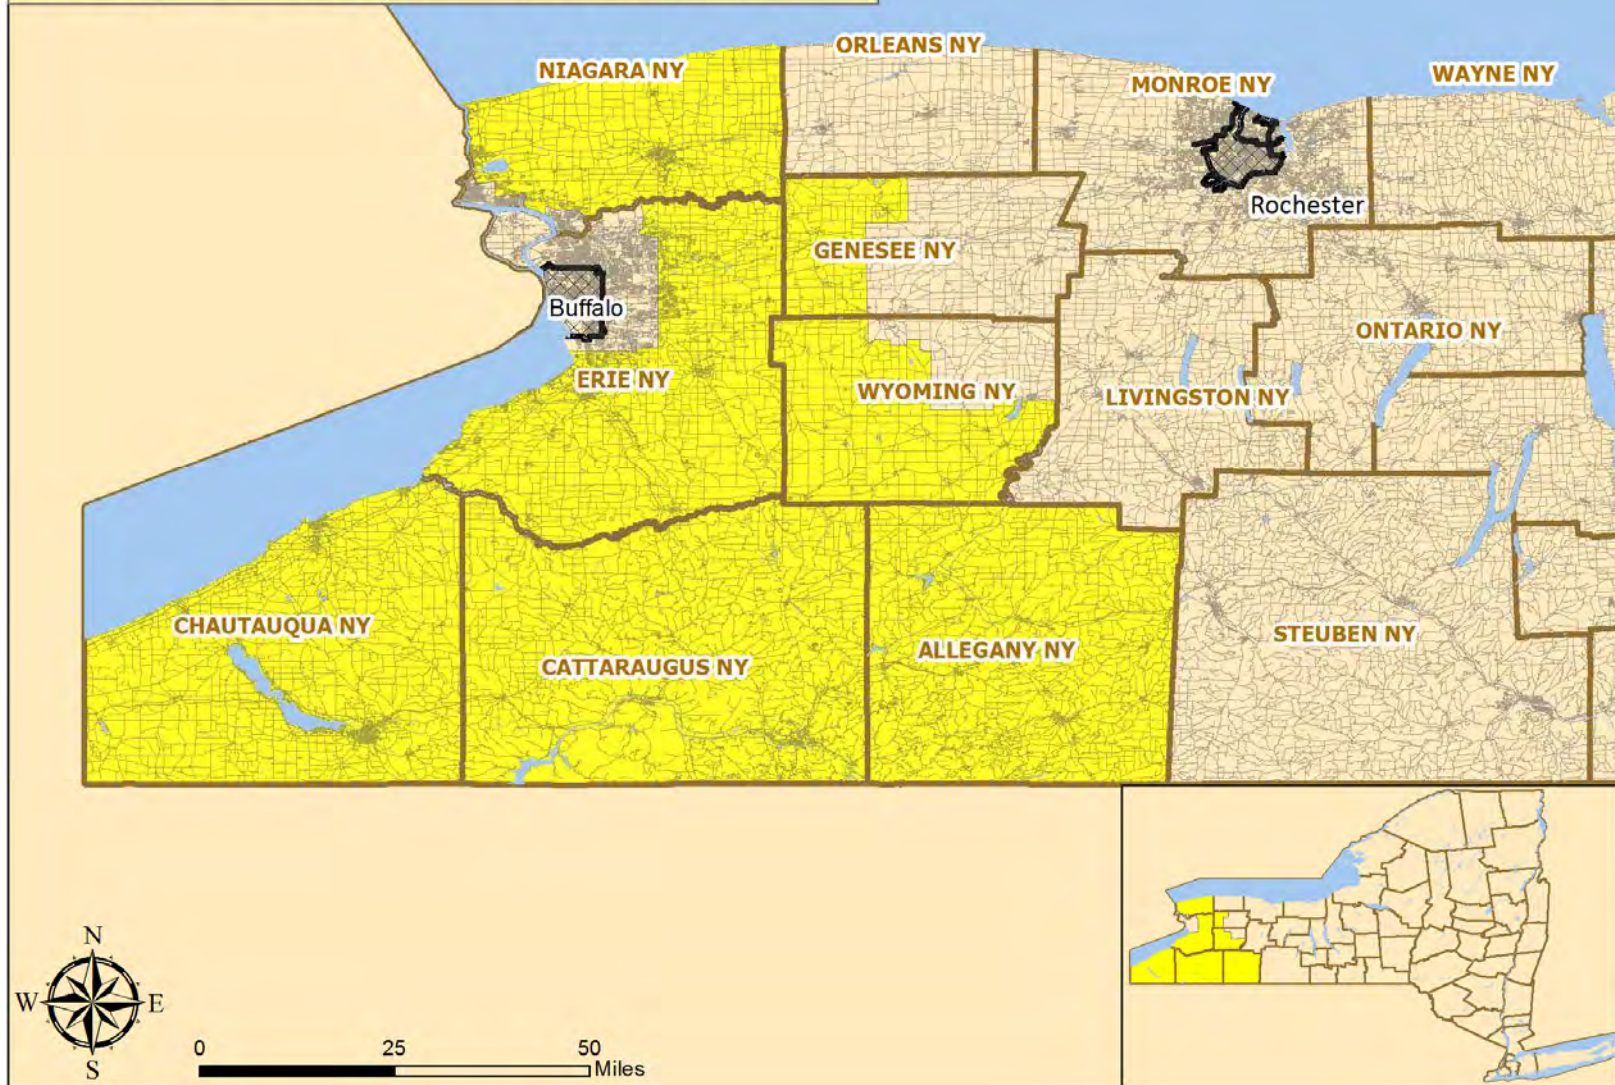 ORLEANS NY
NIAGARA NY
WAYNE NY
MONROE NY
Rochester
GENESEE NY
Buffalo
ONTARIO NY
ERIE NY
WYOMING NY
LIVINGSTON NY
CHAUTAUQUA NY
STEUBEN NY
ALLEGANY NY
CATTARAUGUS NY
N
W E
S
0 25 50
Miles